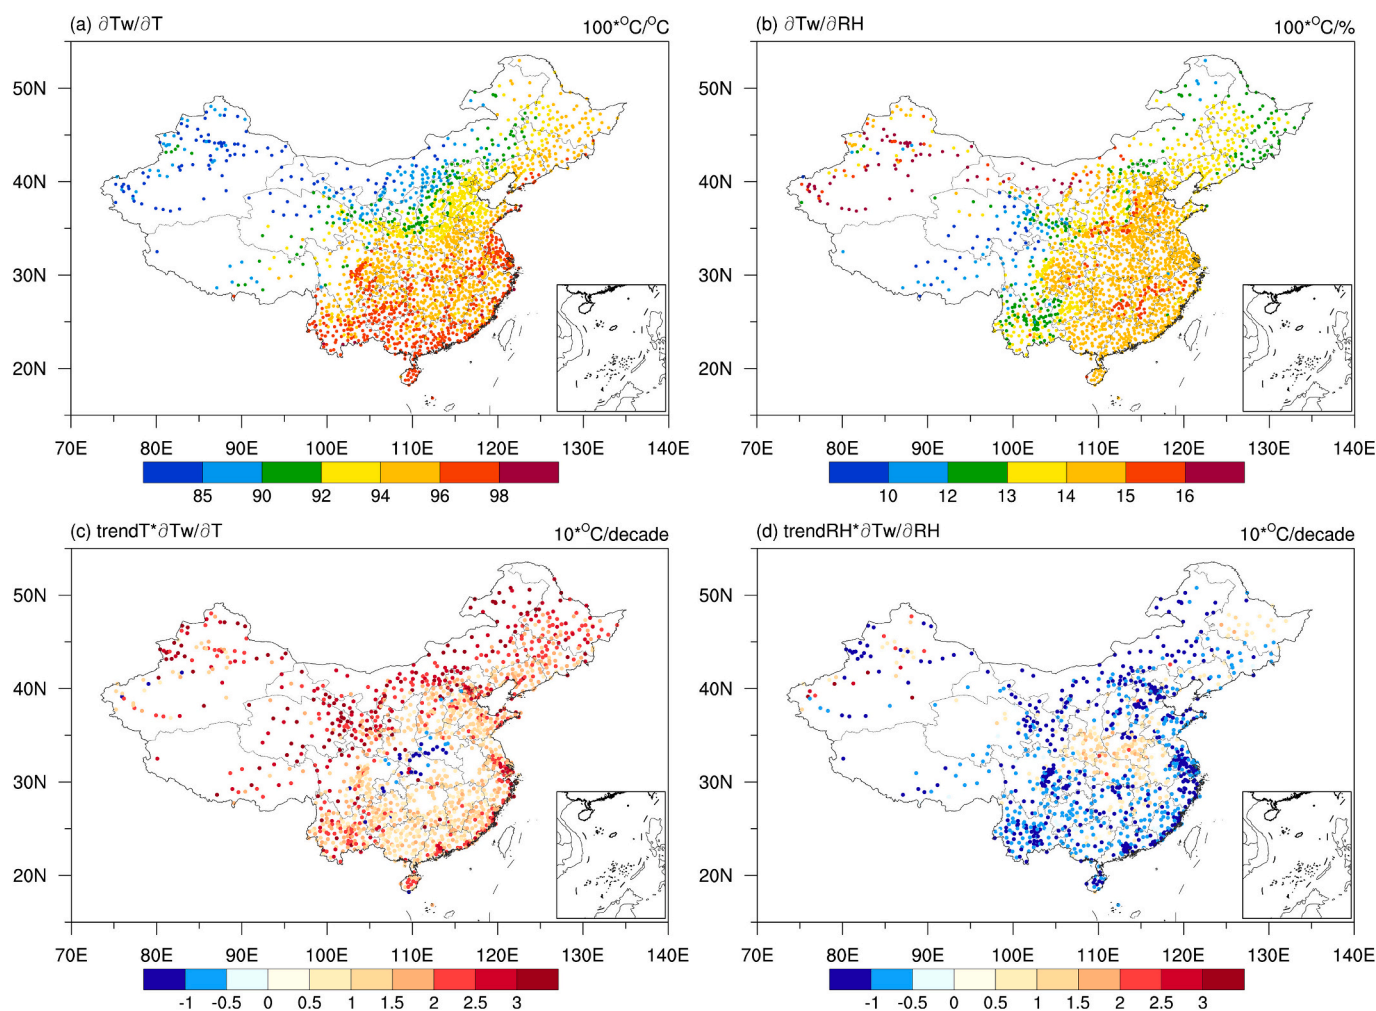 (a) ∂Tw/∂T 100*°C/°C
(b) ∂Tw/∂RH 100*°C/%
50N
40N
30N
20N
70E 80E 90E 100E 110E 120E 130E 140E
85 90 92 94 96 98
50N
40N
30N
20N
70E 80E 90E 100E 110E 120E 130E 140E
10 12 13 14 15 16
(c) trendT*∂Tw/∂T 10*°C/decade
(d) trendRH*∂Tw/∂RH 10*°C/decade
50N
40N
30N
20N
70E 80E 90E 100E 110E 120E 130E 140E
-1 -0.5 0 0.5 1 1.5 2 2.5 3
50N
40N
30N
20N
70E 80E 90E 100E 110E 120E 130E 140E
-1 -0.5 0 0.5 1 1.5 2 2.5 3